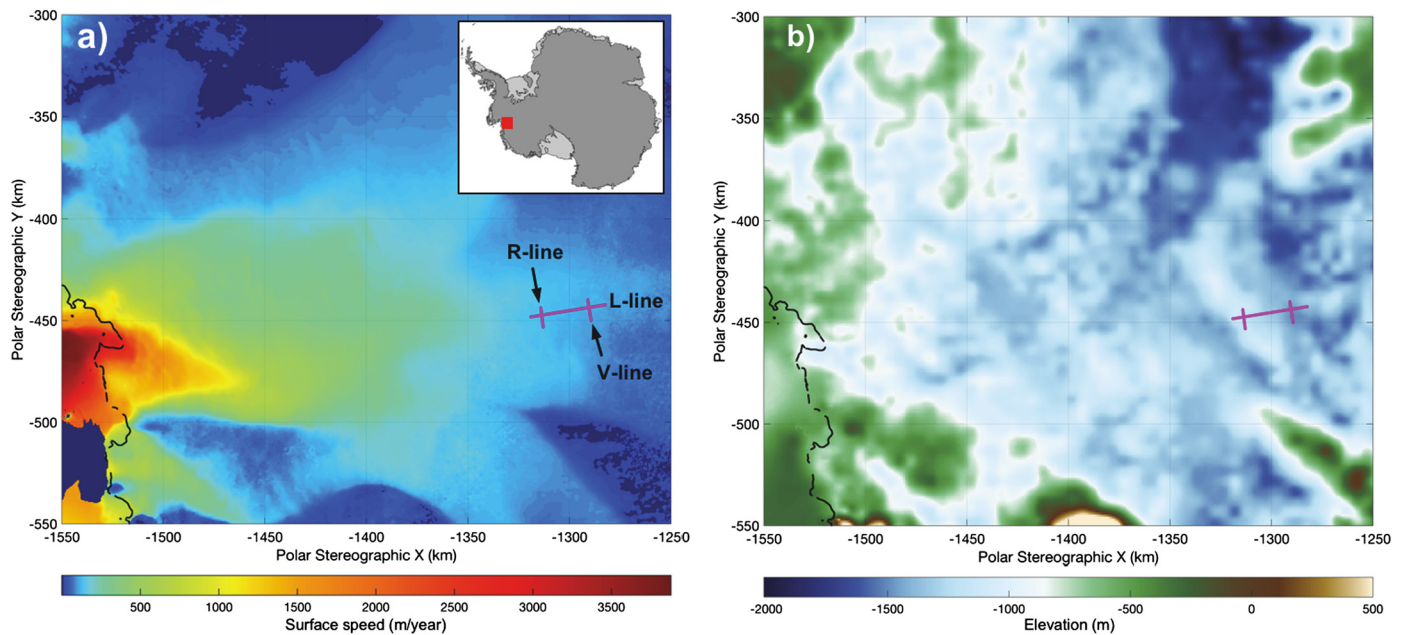 a)
-300
-350
-400
-450
-500
-550
Polar Stereographic Y (km)
R-line
L-line
V-line
-1550 -1500 -1450 -1400 -1350 -1300 -1250
Polar Stereographic X (km)
500 1000 1500 2000 2500 3000 3500
Surface speed (m/year)
b)
-300
-350
-400
-450
-500
-550
Polar Stereographic Y (km)
-1550 -1500 -1450 -1400 -1350 -1300 -1250
Polar Stereographic X (km)
-2000 -1500 -1000 -500 0 500
Elevation (m)